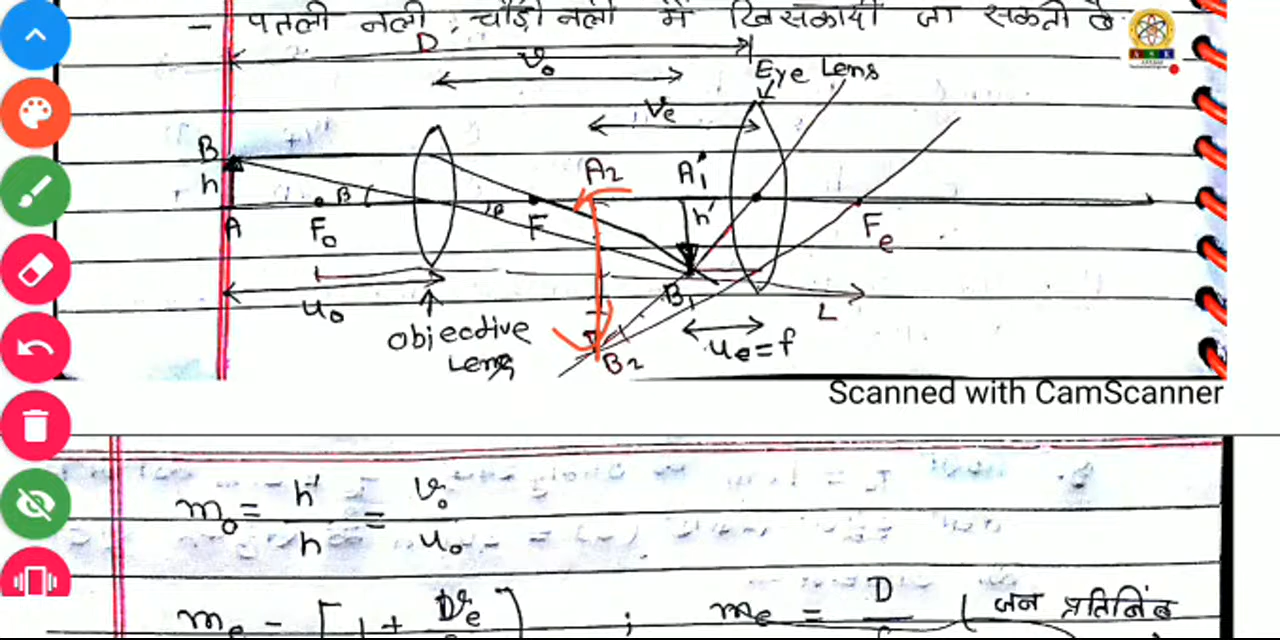 - पतली नली, चौड़ी नली में खिसकायी जा सकती है
D
v₀
Eye Lens
vₑ
B
h
A
F₀
β
β
F
A₂
A₁'
h'
Fₑ
B₁
L
u₀
uₑ=f
objective
Lens
B₂
Scanned with CamScanner
m₀ = h'/h = v₀/u₀
mₑ = [1 + ; mₑ = D (जब प्रतिबिंब